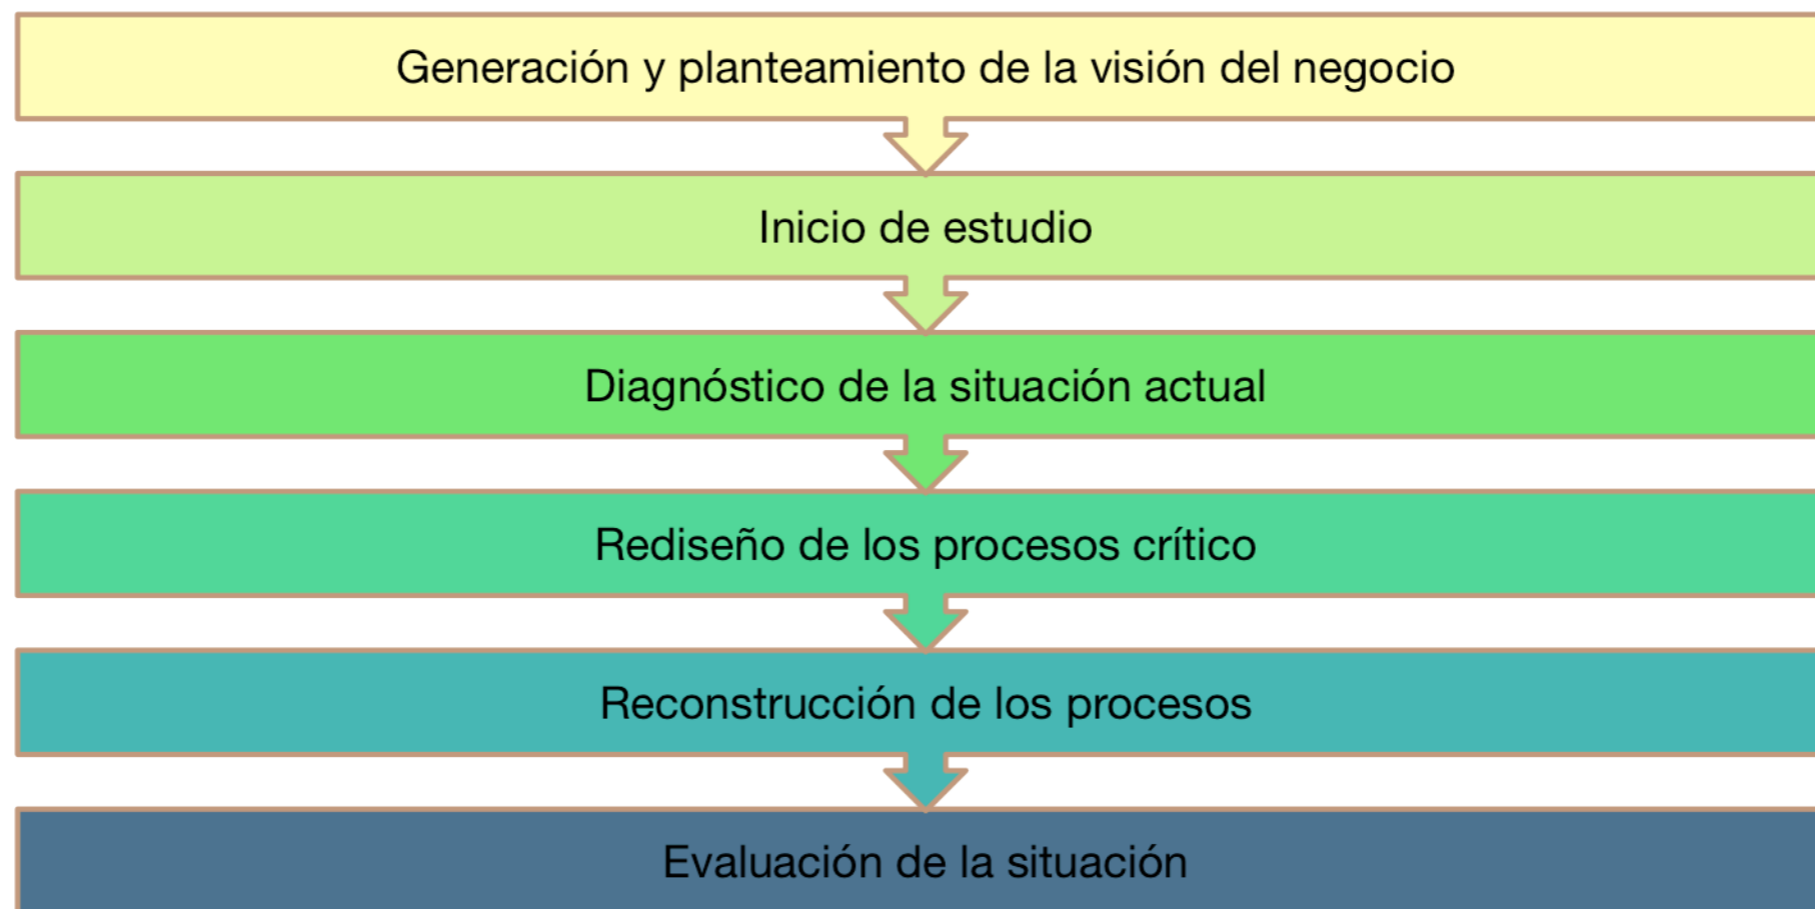 Generación y planteamiento de la visión del negocio
Inicio de estudio
Diagnóstico de la situación actual
Rediseño de los procesos crítico
Reconstrucción de los procesos
Evaluación de la situación